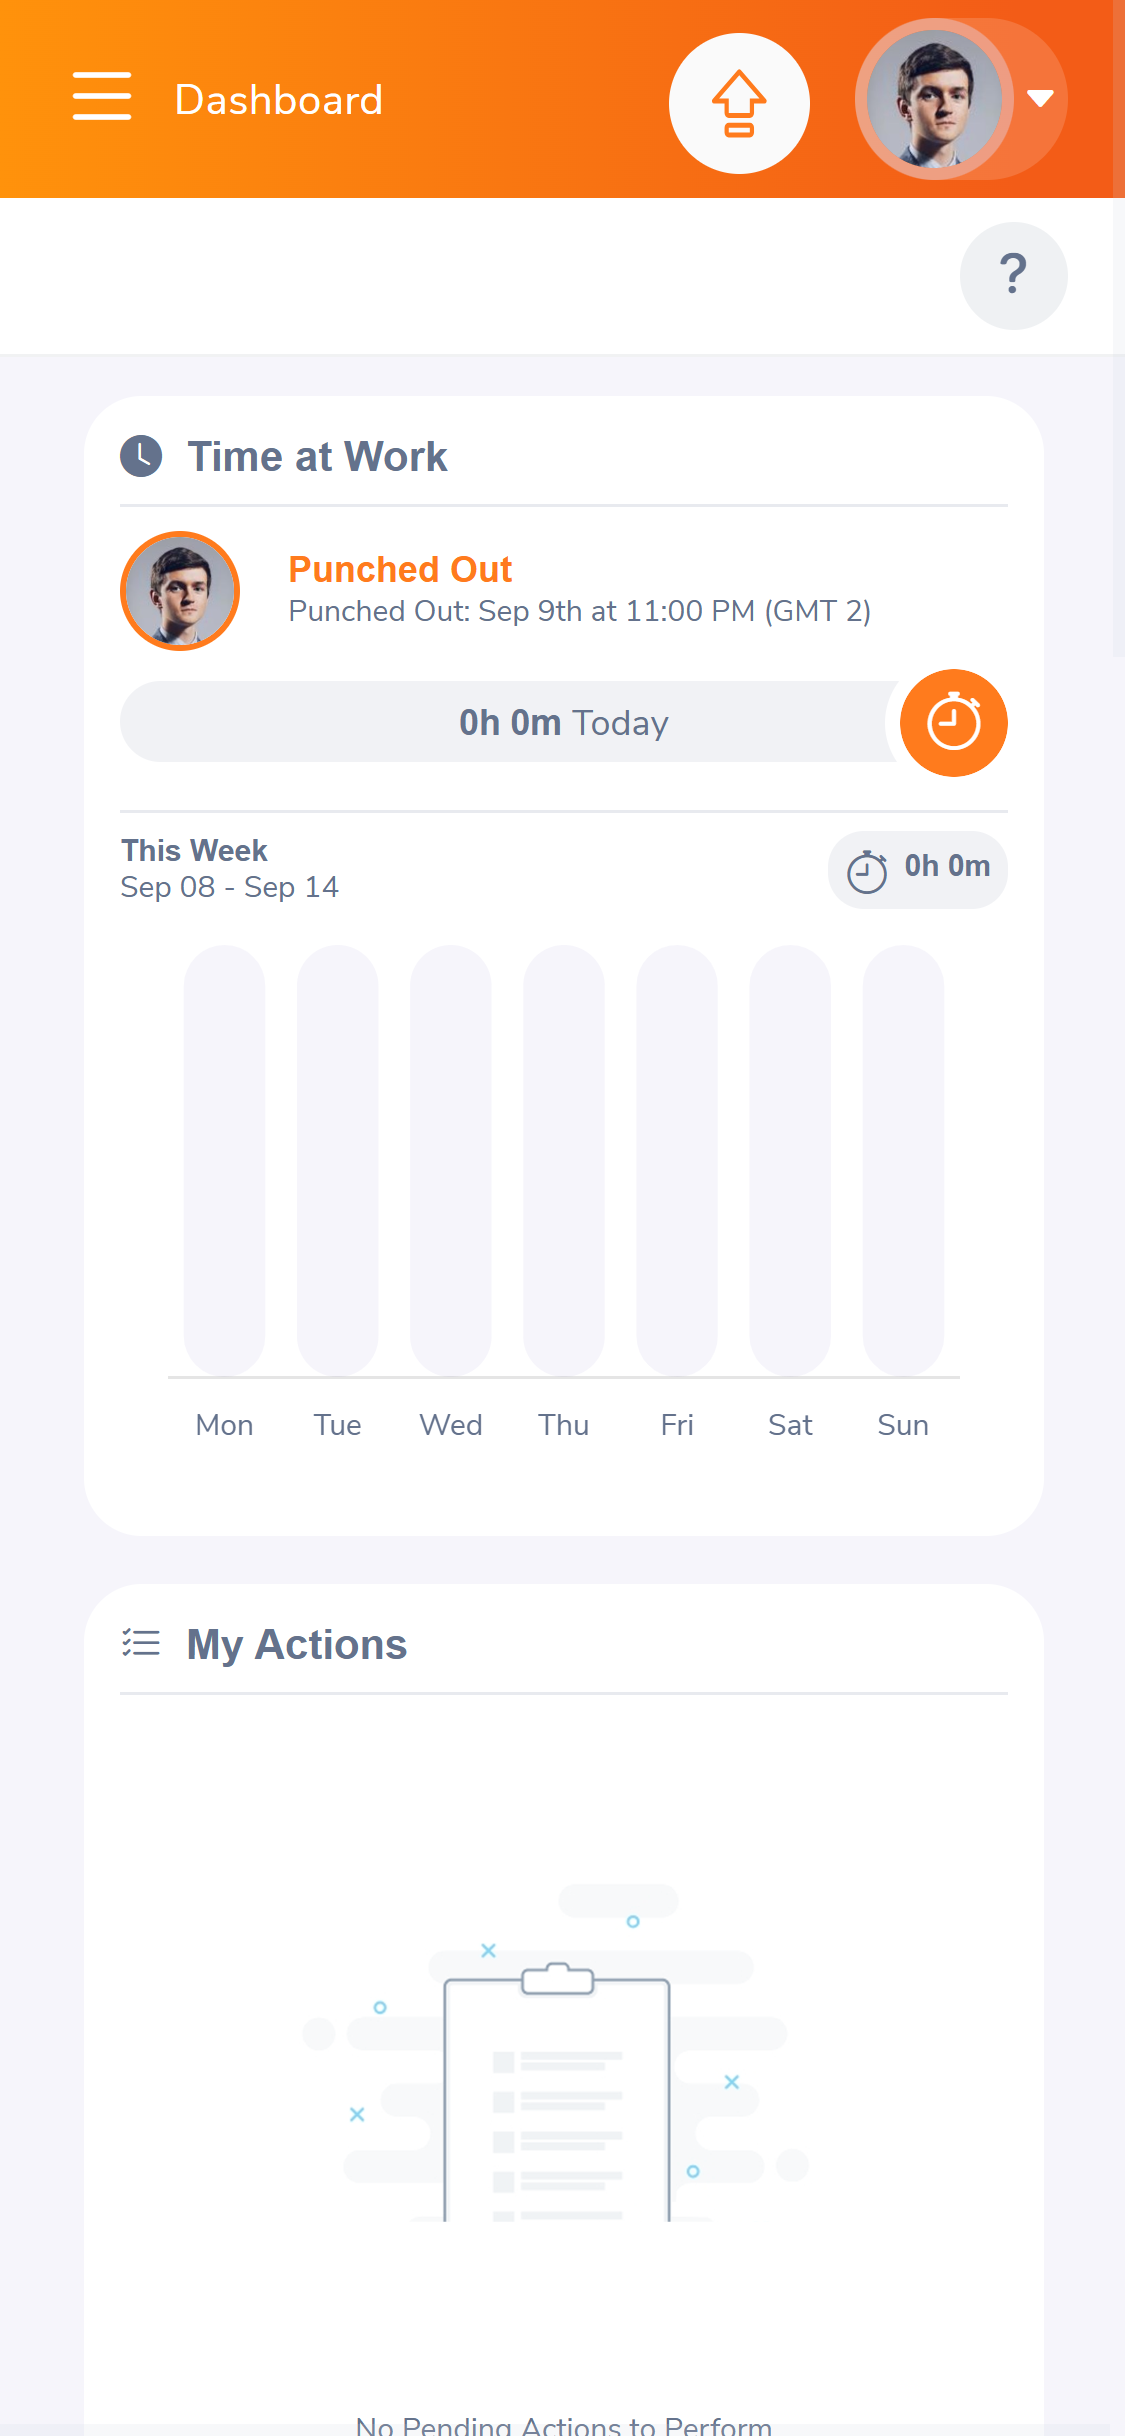 Dashboard
?
Time at Work
Punched Out
Punched Out: Sep 9th at 11:00 PM (GMT 2)
0h 0m Today
This Week
Sep 08 - Sep 14
0h 0m
Mon Tue Wed Thu Fri Sat Sun
My Actions
No Pending Actions to Perform